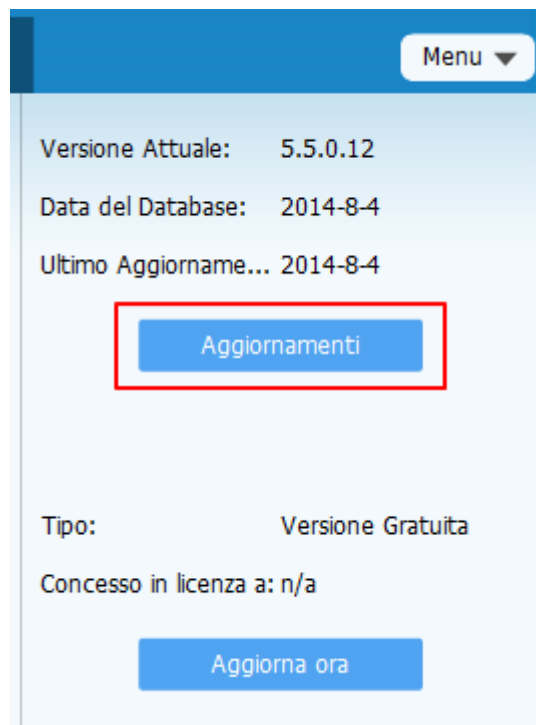 Menu
Versione Attuale: 5.5.0.12
Data del Database: 2014-8-4
Ultimo Aggiorname... 2014-8-4
Aggiornamenti
Tipo: Versione Gratuita
Concesso in licenza a: n/a
Aggiorna ora